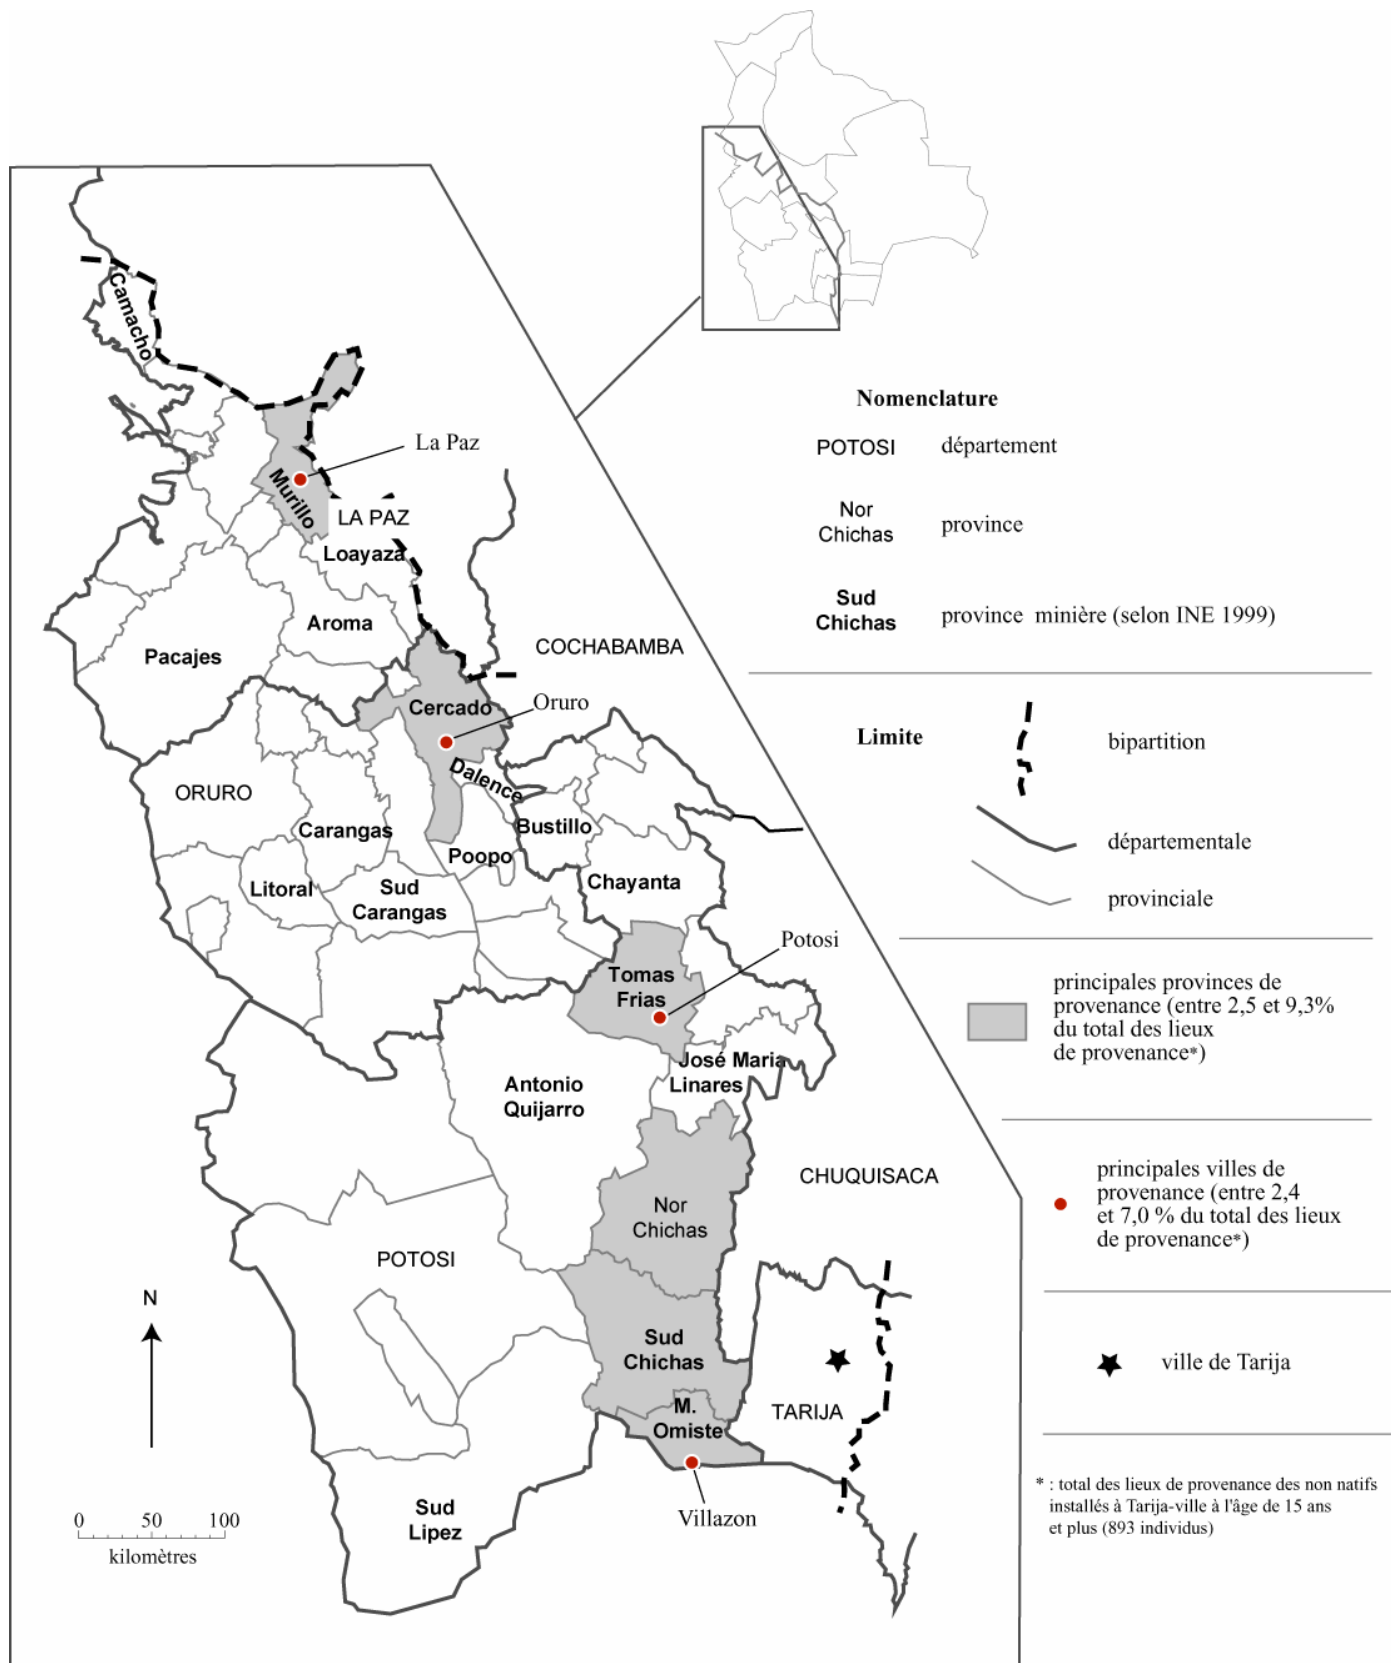 Camacho
La Paz
Murillo
LA PAZ
Loayaza
Aroma
Pacajes
COCHABAMBA
Cercado
Oruro
Dalence
ORURO
Carangas
Bustillo
Poopo
Litoral
Sud
Carangas
Chayanta
Potosi
Tomas
Frias
José Maria
Linares
Antonio
Quijarro
CHUQUISACA
Nor
Chichas
POTOSI
N
Sud
Chichas
M.
Omiste
TARIJA
Villazon
Sud
Lipez
0 50 100
kilomètres
Nomenclature
POTOSI département
Nor
Chichas
province
Sud
Chichas
province minière (selon INE 1999)
Limite
bipartition
départementale
provinciale
principales provinces de
provenance (entre 2,5 et 9,3%
du total des lieux
de provenance*)
principales villes de
provenance (entre 2,4
et 7,0 % du total des lieux
de provenance*)
ville de Tarija
* : total des lieux de provenance des non natifs
installés à Tarija-ville à l'âge de 15 ans
et plus (893 individus)